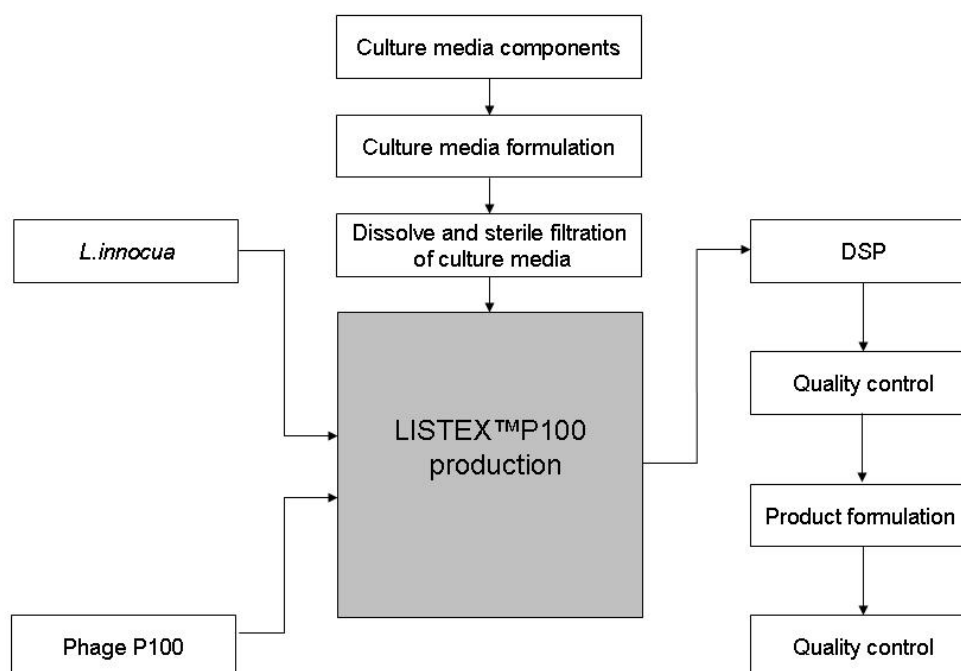 Culture media components
Culture media formulation
Dissolve and sterile filtration
of culture media
L.innocua
Phage P100
LISTEX™P100
production
DSP
Quality control
Product formulation
Quality control